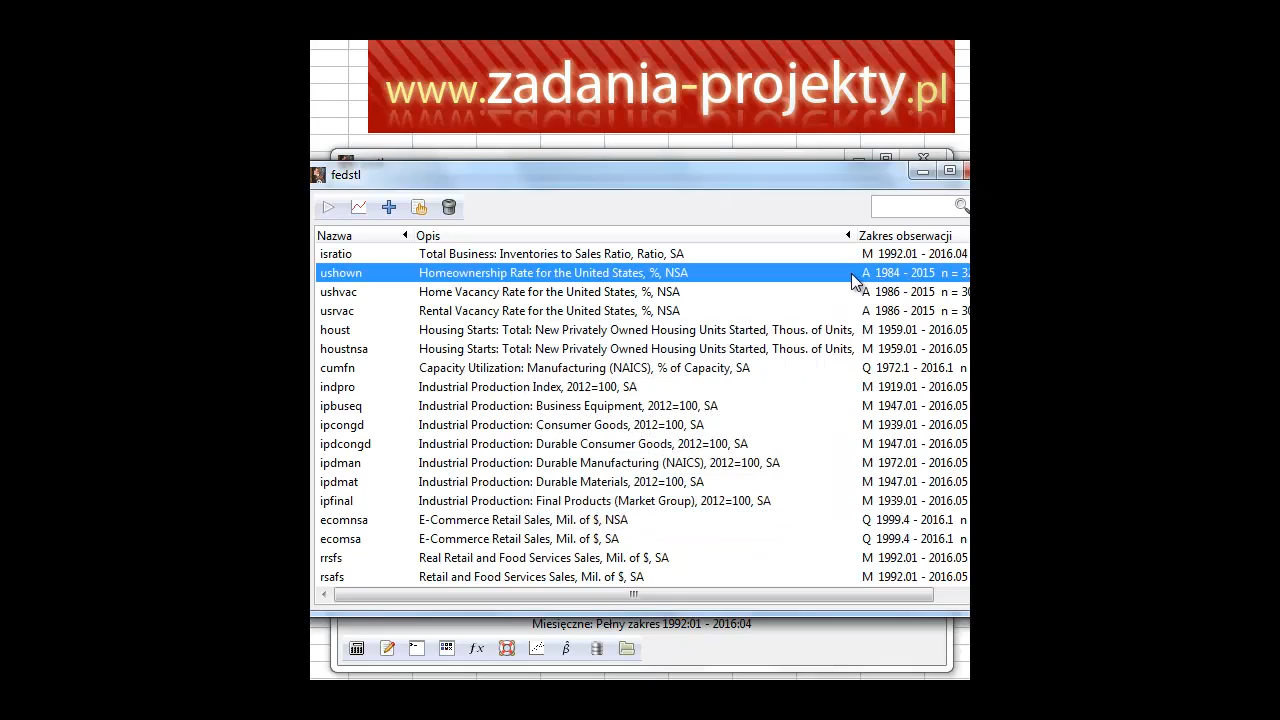 www.zadania-projekty.pl
fedstl
Nazwa Opis Zakres obserwacji
isratio Total Business: Inventories to Sales Ratio, Ratio, SA M 1992.01 - 2016.04
ushown Homeownership Rate for the United States, %, NSA A 1984 - 2015 n = 32
ushvac Home Vacancy Rate for the United States, %, NSA A 1986 - 2015 n = 30
usrvac Rental Vacancy Rate for the United States, %, NSA A 1986 - 2015 n = 30
houst Housing Starts: Total: New Privately Owned Housing Units Started, Thous. of Units, M 1959.01 - 2016.05
houstnsa Housing Starts: Total: New Privately Owned Housing Units Started, Thous. of Units, M 1959.01 - 2016.05
cumfn Capacity Utilization: Manufacturing (NAICS), % of Capacity, SA Q 1972.1 - 2016.1 n
indpro Industrial Production Index, 2012=100, SA M 1919.01 - 2016.05
ipbuseq Industrial Production: Business Equipment, 2012=100, SA M 1947.01 - 2016.05
ipcongd Industrial Production: Consumer Goods, 2012=100, SA M 1939.01 - 2016.05
ipdcongd Industrial Production: Durable Consumer Goods, 2012=100, SA M 1947.01 - 2016.05
ipdman Industrial Production: Durable Manufacturing (NAICS), 2012=100, SA M 1972.01 - 2016.05
ipdmat Industrial Production: Durable Materials, 2012=100, SA M 1947.01 - 2016.05
ipfinal Industrial Production: Final Products (Market Group), 2012=100, SA M 1939.01 - 2016.05
ecomnsa E-Commerce Retail Sales, Mil. of $, NSA Q 1999.4 - 2016.1 n
ecomsa E-Commerce Retail Sales, Mil. of $, SA Q 1999.4 - 2016.1 n
rrsfs Real Retail and Food Services Sales, Mil. of $, SA M 1992.01 - 2016.05
rsafs Retail and Food Services Sales, Mil. of $, SA M 1992.01 - 2016.05
Miesięczne: Pełny zakres 1992:01 - 2016:04
fx β̂